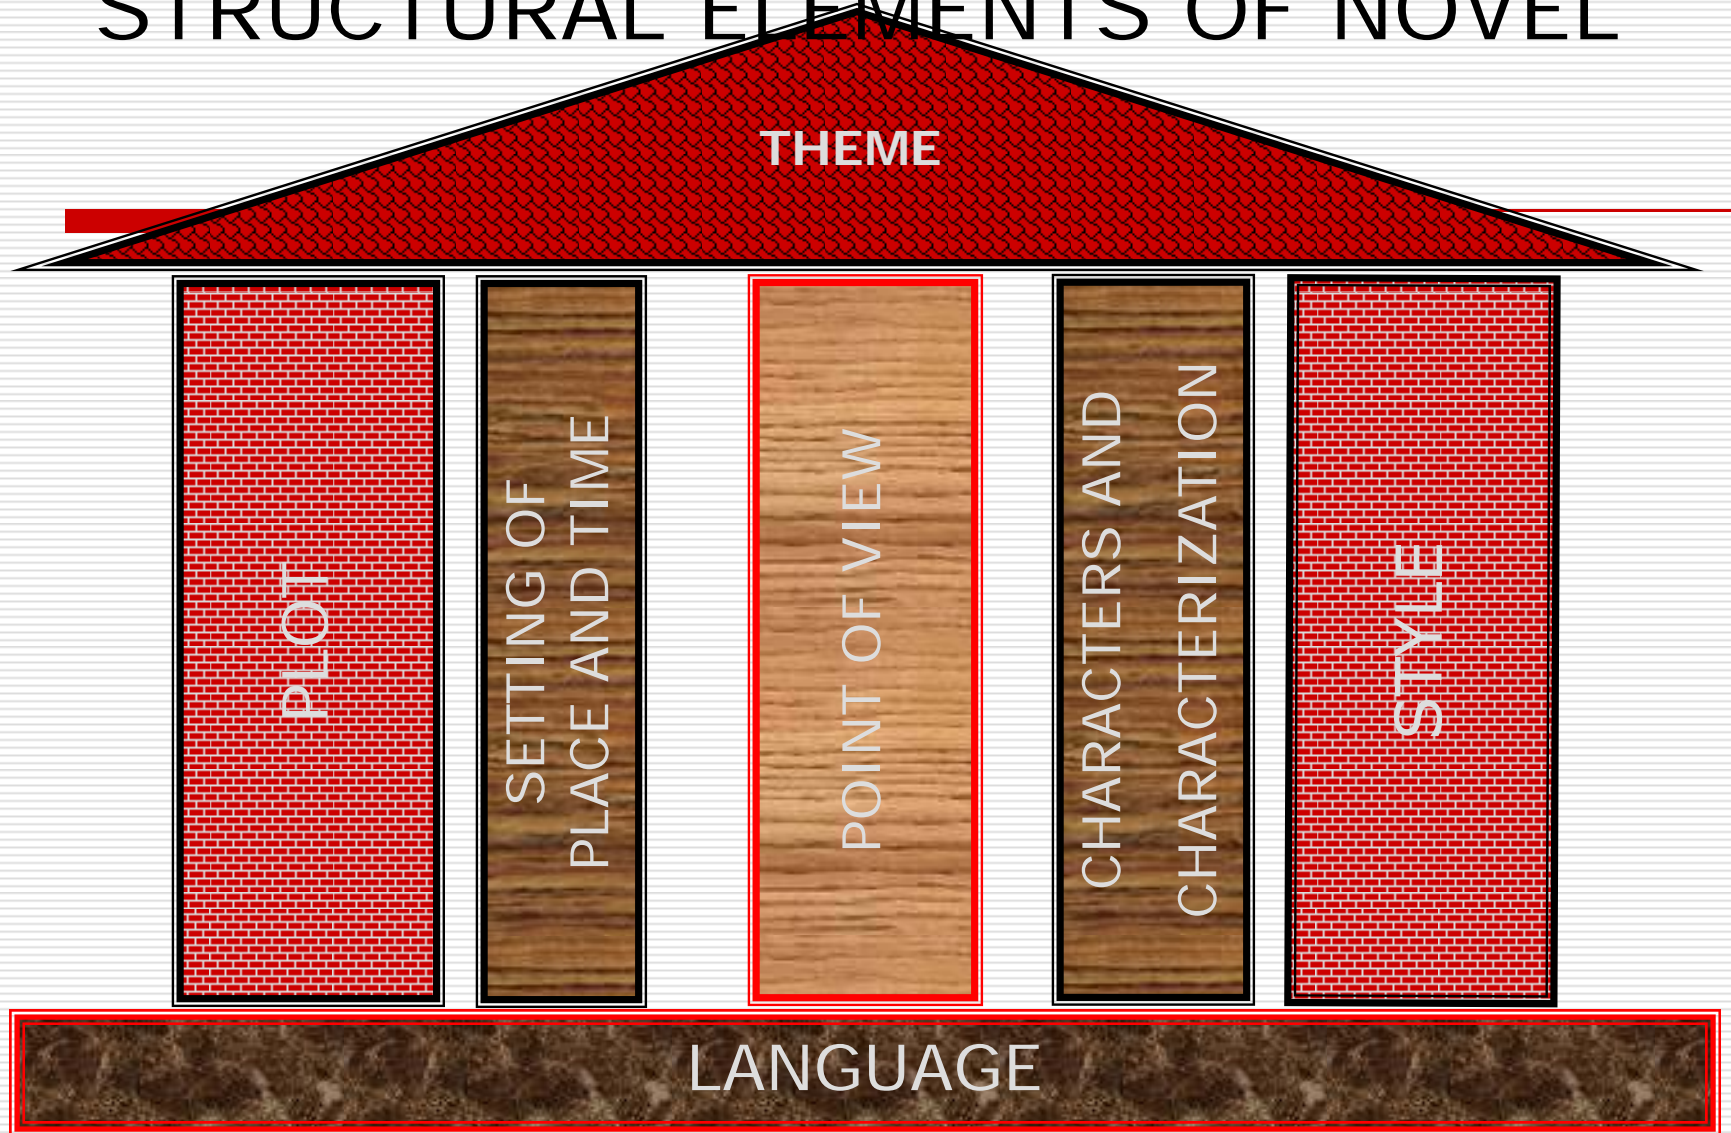 STRUCTURAL ELEMENTS OF NOVEL
THEME
PLOT
SETTING OF
PLACE AND TIME
POINT OF VIEW
CHARACTERS AND
CHARACTERIZATION
STYLE
LANGUAGE